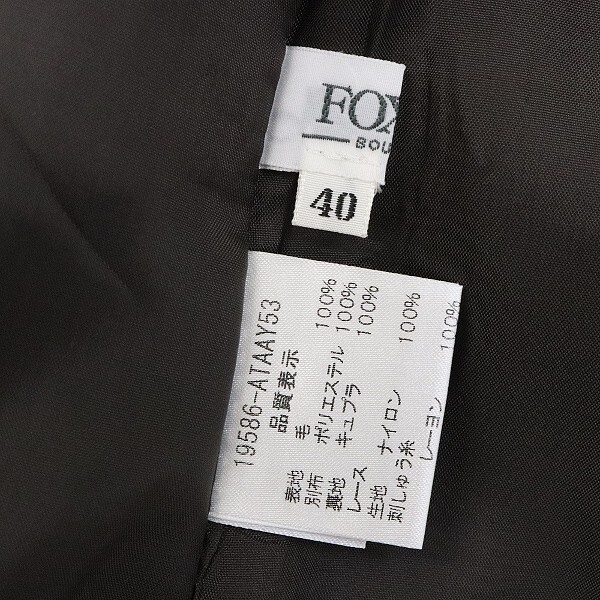 FOX
BOU
40
19586-ATAAY53
品質表示
表地 毛 100%
別布 ポリエステル 100%
裏地 キュプラ 100%
レース
生地 ナイロン 100%
刺しゅう糸
レーヨン 100%